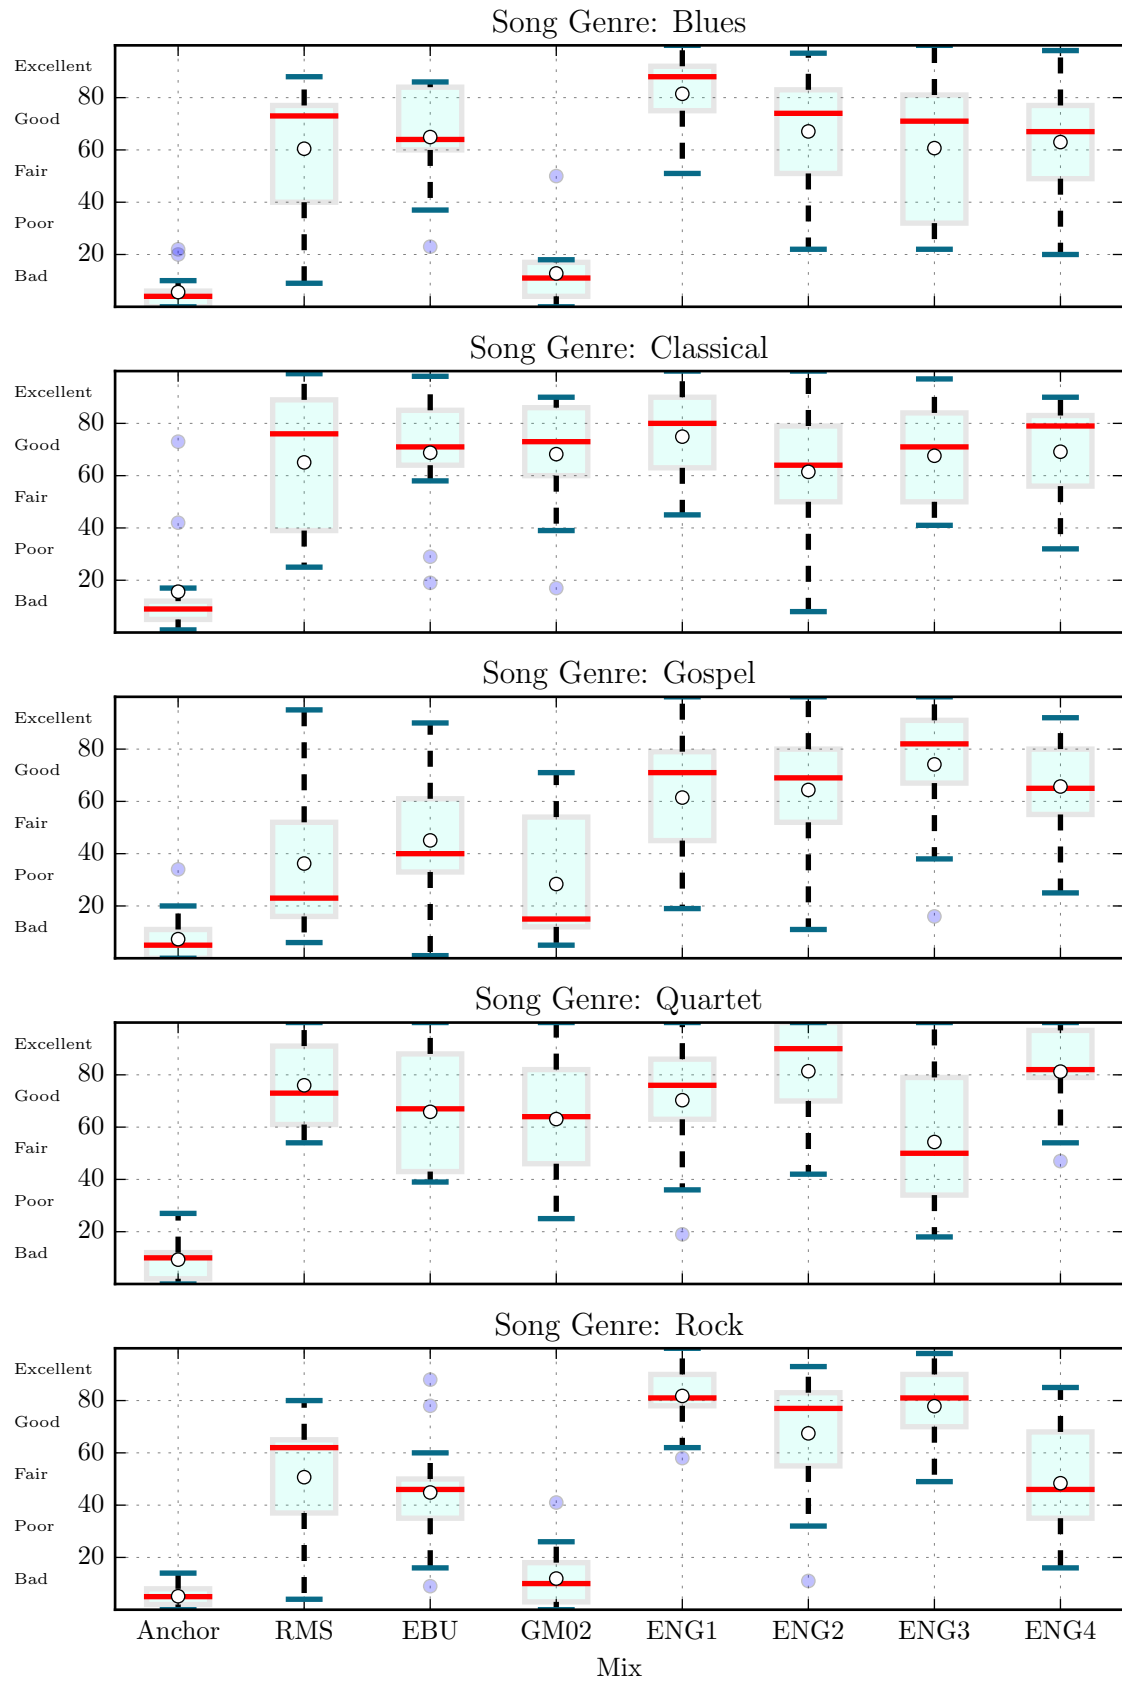 Song Genre: Blues
Excellent
80
Good
60
Fair
40
Poor
20
Bad
Song Genre: Classical
Excellent
80
Good
60
Fair
40
Poor
20
Bad
Song Genre: Gospel
Excellent
80
Good
60
Fair
40
Poor
20
Bad
Song Genre: Quartet
Excellent
80
Good
60
Fair
40
Poor
20
Bad
Song Genre: Rock
Excellent
80
Good
60
Fair
40
Poor
20
Bad
Anchor RMS EBU GM02 ENG1 ENG2 ENG3 ENG4
Mix